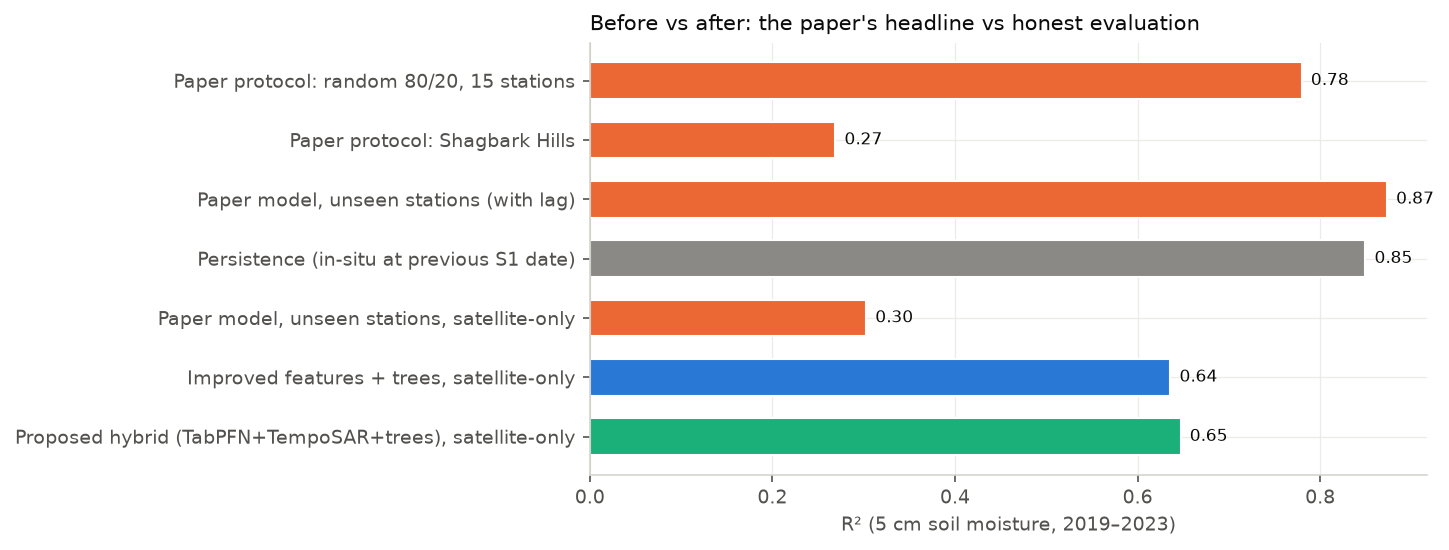 Before vs after: the paper's headline vs honest evaluation
Paper protocol: random 80/20, 15 stations
0.78
Paper protocol: Shagbark Hills
0.27
Paper model, unseen stations (with lag)
0.87
Persistence (in-situ at previous S1 date)
0.85
Paper model, unseen stations, satellite-only
0.30
Improved features + trees, satellite-only
0.64
Proposed hybrid (TabPFN+TempoSAR+trees), satellite-only
0.65
0.0 0.2 0.4 0.6 0.8
R² (5 cm soil moisture, 2019–2023)